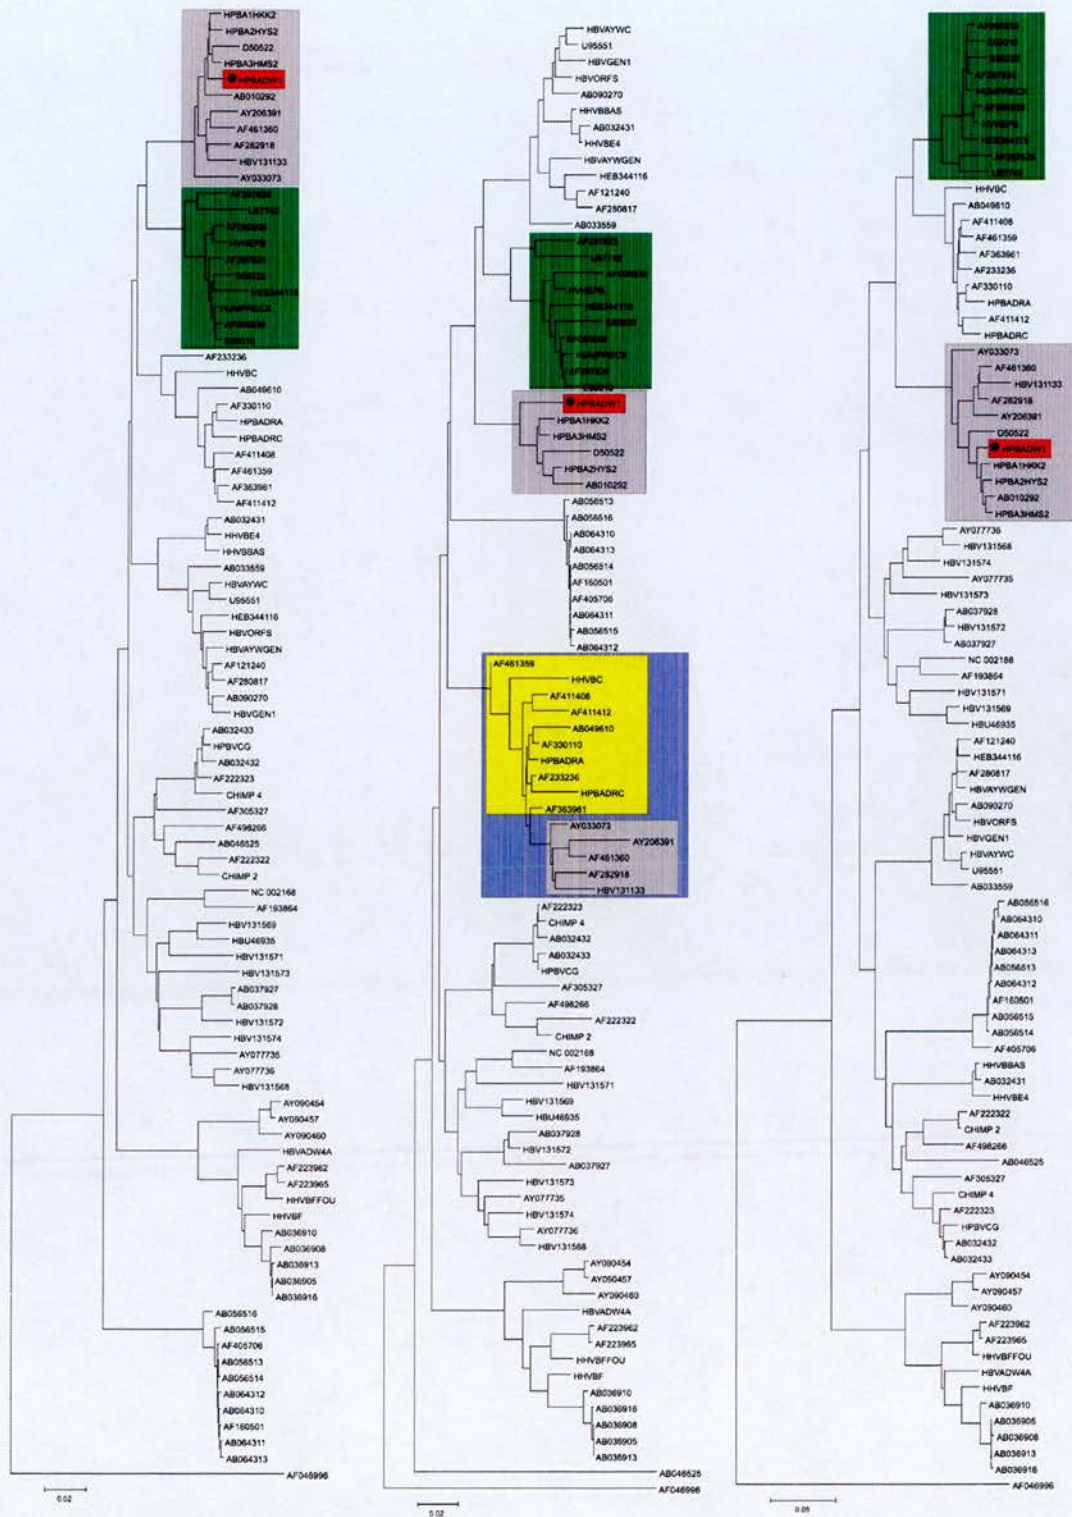 HPBA1HKK2
HPBA2HYS2
D50522
HPBA3HMS2
HPBADW1
AB010292
AY206391
AF461360
AF282918
HBV131133
AY033073
U87742
HEB344115
AF233236
HHVBC
AB049610
AF330110
HPBADRA
HPBADRC
AF411408
AF461359
AF363961
AF411412
AB032431
HHVBE4
HHVBBAS
AB033559
HBVAYWC
U95551
HEB344116
HBVORFS
HBVAYWGEN
AF121240
AF280817
AB090270
HBVGEN1
AB032433
HPBVCG
AB032432
AF222323
CHIMP 4
AF305327
AF498266
AB046525
AF222322
CHIMP 2
NC 002168
AF193864
HBV131569
HBU46935
HBV131571
HBV131573
AB037927
AB037928
HBV131572
HBV131574
AY077735
AY077736
HBV131568
AY090454
AY090457
AY090460
HBVADW4A
AF223962
AF223965
HHVBFFOU
HHVBF
AB036910
AB036908
AB036913
AB036905
AB036916
AB056516
AB056515
AF405706
AB056513
AB056514
AB064312
AB064310
AF160501
AB064311
AB064313
AF046996
0.02
HBVAYWC
U95551
HBVGEN1
HBVORFS
AB090270
HHVBBAS
AB032431
HHVBE4
HBVAYWGEN
HEB344116
AF121240
AF280817
AB033559
HPBADW1
HPBA1HKK2
HPBA3HMS2
D50522
HPBA2HYS2
AB010292
AB056513
AB056516
AB064310
AB064313
AB056514
AF160501
AF405706
AB064311
AB056515
AB064312
AF461359
HHVBC
AF411408
AF411412
AB049610
AF330110
HPBADRA
AF233236
HPBADRC
AF363961
AY033073
AY206391
AF461360
AF282918
HBV131133
AF222323
CHIMP 4
AB032432
AB032433
HPBVCG
AF305327
AF498266
AF222322
CHIMP 2
NC 002168
AF193864
HBV131571
HBV131569
HBU46935
AB037928
HBV131572
AB037927
HBV131573
AY077735
HBV131574
AY077736
HBV131568
AY090454
AY090457
AY090460
HBVADW4A
AF223962
AF223965
HHVBFFOU
HHVBF
AB036910
AB036916
AB036908
AB036905
AB036913
AB046525
AF046996
0.02
HHVBC
AB049610
AF411408
AF461359
AF363961
AF233236
AF330110
HPBADRA
AF411412
HPBADRC
AY033073
AF461360
HBV131133
AF282918
AY206391
D50522
HPBADW1
HPBA1HKK2
HPBA2HYS2
AB010292
HPBA3HMS2
AY077736
HBV131568
HBV131574
AY077735
HBV131573
AB037928
HBV131572
AB037927
NC 002168
AF193864
HBV131571
HBV131569
HBU46935
AF121240
HEB344116
AF280817
HBVAYWGEN
AB090270
HBVORFS
HBVGEN1
HBVAYWC
U95551
AB033559
AB056516
AB064310
AB064311
AB064313
AB056513
AB064312
AF160501
AB056515
AB056514
AF405706
HHVBBAS
AB032431
HHVBE4
AF222322
CHIMP 2
AF498266
AB046525
AF305327
CHIMP 4
AF222323
HPBVCG
AB032432
AB032433
AY090454
AY090457
AY090460
AF223962
AF223965
HHVBFFOU
HBVADW4A
HHVBF
AB036910
AB036905
AB036908
AB036913
AB036916
AF046996
0.05